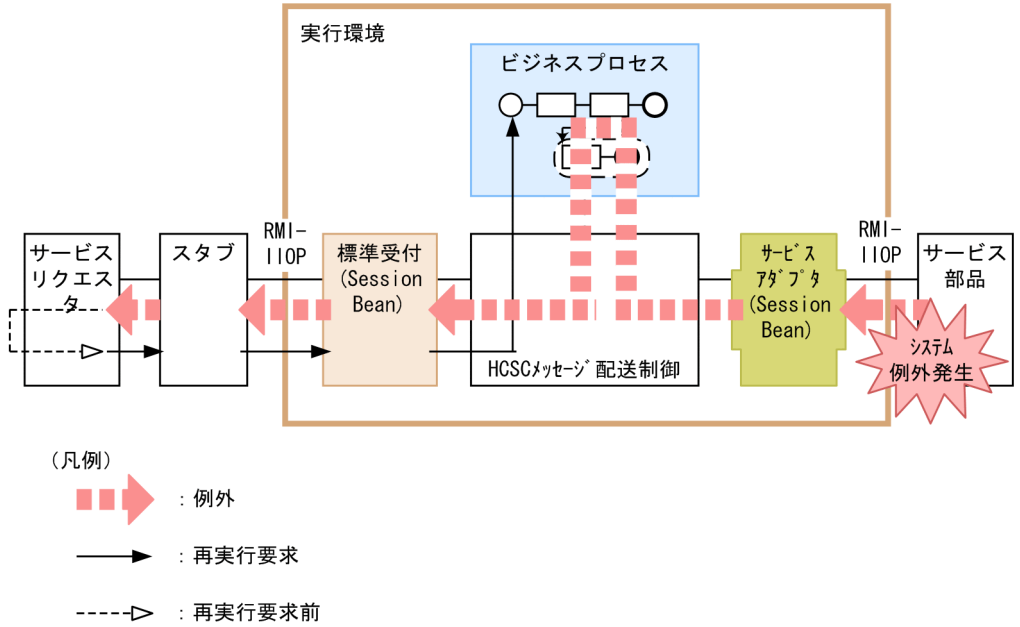 実行環境
ビジネスプロセス
サービス
リクエス
タ
スタブ
RMI-
IIOP
標準受付
(Session
Bean)
HCSCﾒｯｾｰｼﾞ配送制御
ｻｰﾋﾞｽ
ｱﾀﾞﾌﾟﾀ
(Session
Bean)
RMI-
IIOP
サービス
部品
ｼｽﾃﾑ
例外発生
(凡例)
：例外
：再実行要求
：再実行要求前